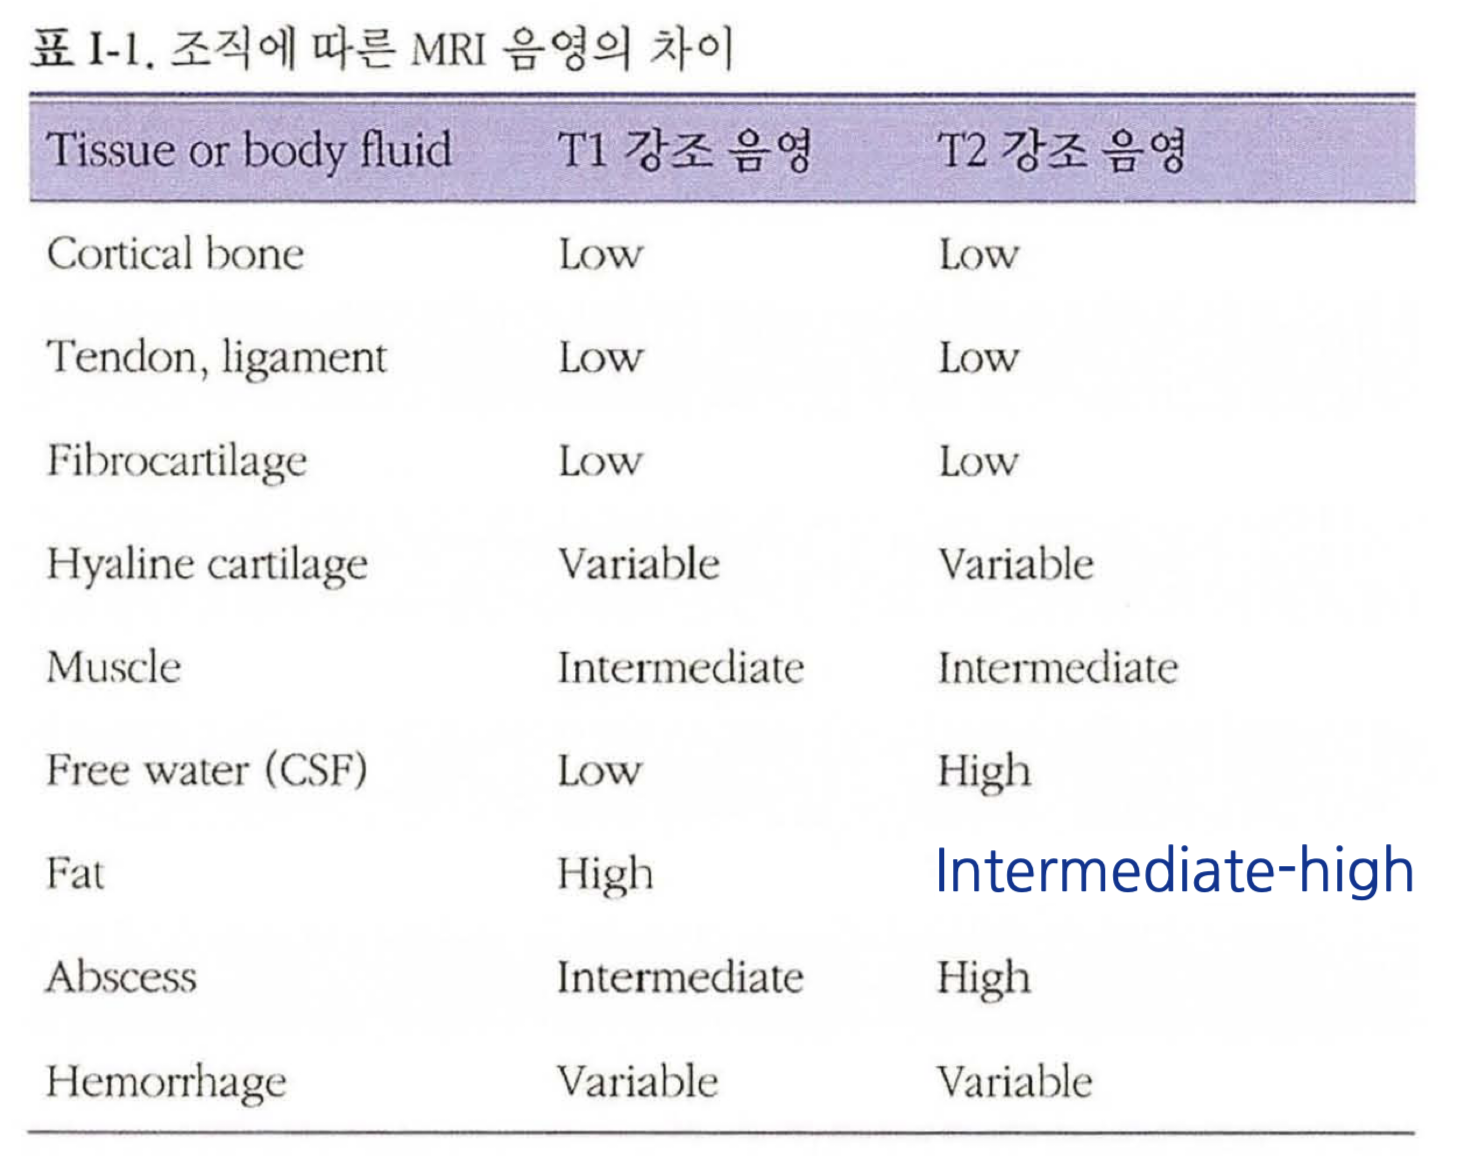 표 I-1. 조직에 따른 MRI 음영의 차이
Tissue or body fluid T1 강조 음영 T2 강조 음영
Cortical bone Low Low
Tendon, ligament Low Low
Fibrocartilage Low Low
Hyaline cartilage Variable Variable
Muscle Intermediate Intermediate
Free water (CSF) Low High
Fat High Intermediate-high
Abscess Intermediate High
Hemorrhage Variable Variable